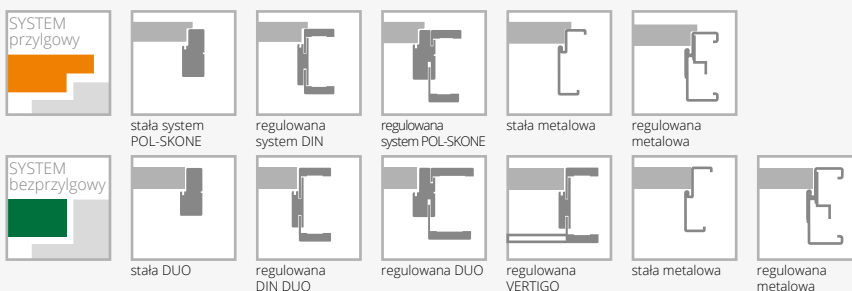 SYSTEM
przylgowy
stała system
POL-SKONE
regulowana
system DIN
regulowana
system POL-SKONE
stała metalowa
regulowana
metalowa
SYSTEM
bezprzylgowy
stała DUO
regulowana
DIN DUO
regulowana DUO
regulowana
VERTIGO
stała metalowa
regulowana
metalowa